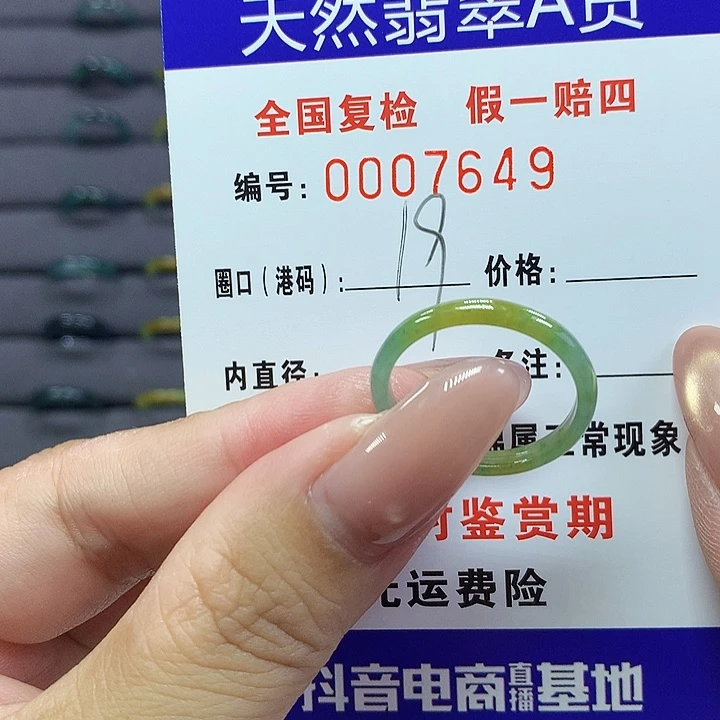 天然翡翠A货
全国复检 假一赔四
编号: 0007649
圈口(港码): 19 价格:
内直径: 备注:
属正常现象
时鉴赏期
运费险
抖音电商直播基地